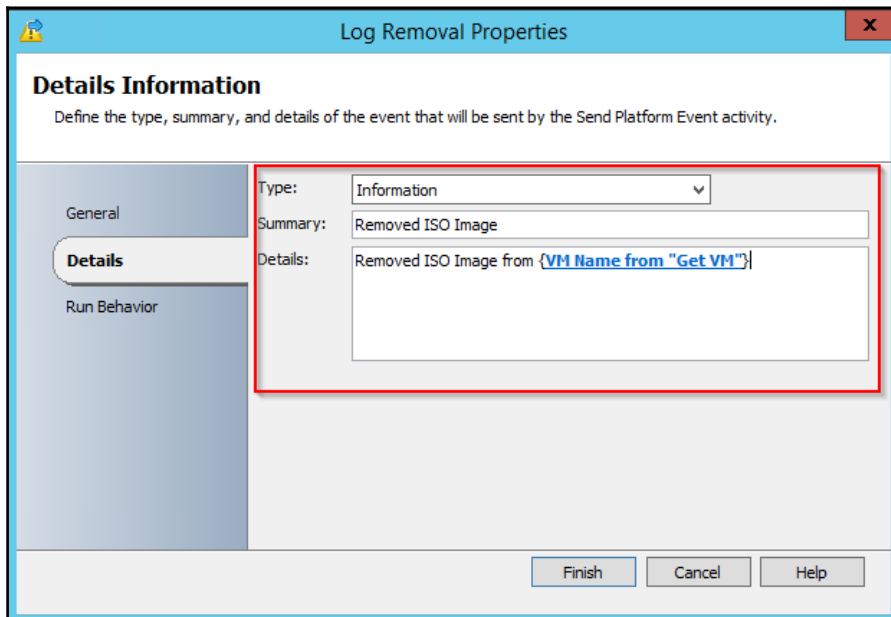 Log Removal Properties
x
Details Information
Define the type, summary, and details of the event that will be sent by the Send Platform Event activity.
General
Details
Run Behavior
Type:
Information
Summary:
Removed ISO Image
Details:
Removed ISO Image from {VM Name from "Get VM"}
Finish
Cancel
Help